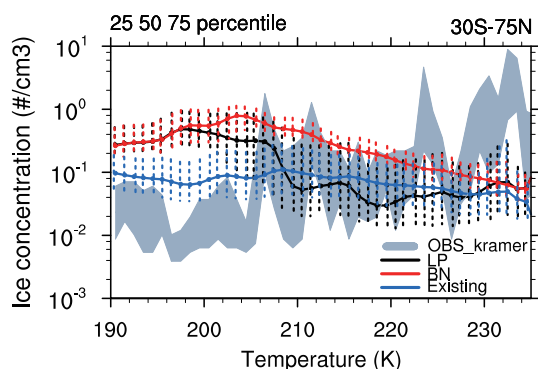 25 50 75 percentile 30S-75N
Ice concentration (#/cm3)
10^1
10^0
10^-1
10^-2
10^-3
OBS_kramer
LP
BN
Existing
190 200 210 220 230
Temperature (K)